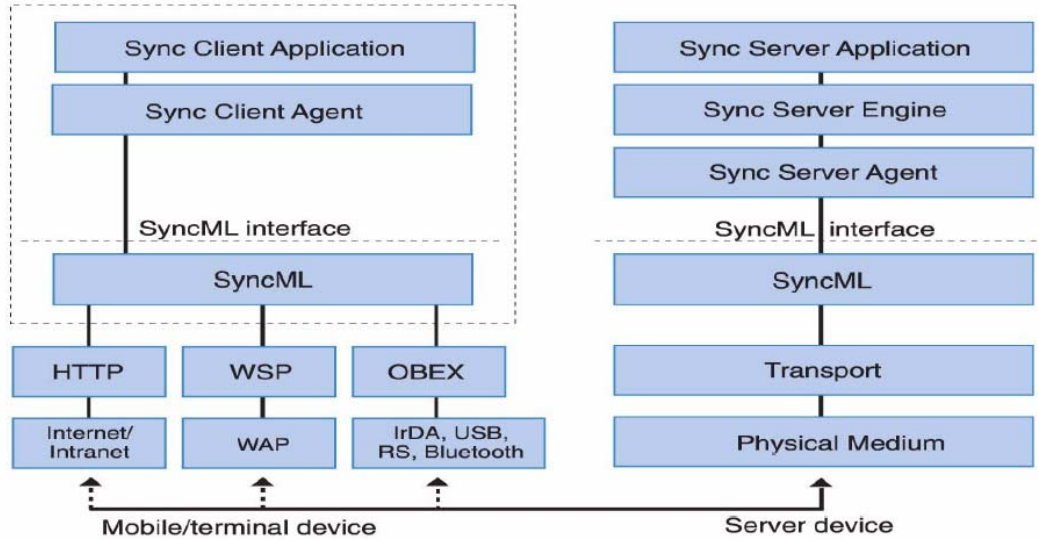 Sync Client Application
Sync Client Agent
SyncML interface
SyncML
HTTP
WSP
OBEX
Internet/
Intranet
WAP
IrDA, USB,
RS, Bluetooth
Mobile/terminal device
Sync Server Application
Sync Server Engine
Sync Server Agent
SyncML interface
SyncML
Transport
Physical Medium
Server device